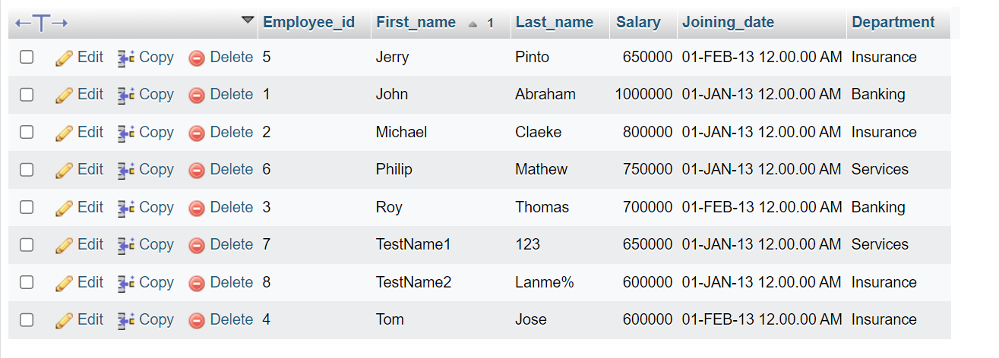 Employee_id First_name 1 Last_name Salary Joining_date Department
Edit Copy Delete 5 Jerry Pinto 650000 01-FEB-13 12.00.00 AM Insurance
Edit Copy Delete 1 John Abraham 1000000 01-JAN-13 12.00.00 AM Banking
Edit Copy Delete 2 Michael Claeke 800000 01-JAN-13 12.00.00 AM Insurance
Edit Copy Delete 6 Philip Mathew 750000 01-JAN-13 12.00.00 AM Services
Edit Copy Delete 3 Roy Thomas 700000 01-FEB-13 12.00.00 AM Banking
Edit Copy Delete 7 TestName1 123 650000 01-JAN-13 12.00.00 AM Services
Edit Copy Delete 8 TestName2 Lanme% 600000 01-JAN-13 12.00.00 AM Insurance
Edit Copy Delete 4 Tom Jose 600000 01-FEB-13 12.00.00 AM Insurance